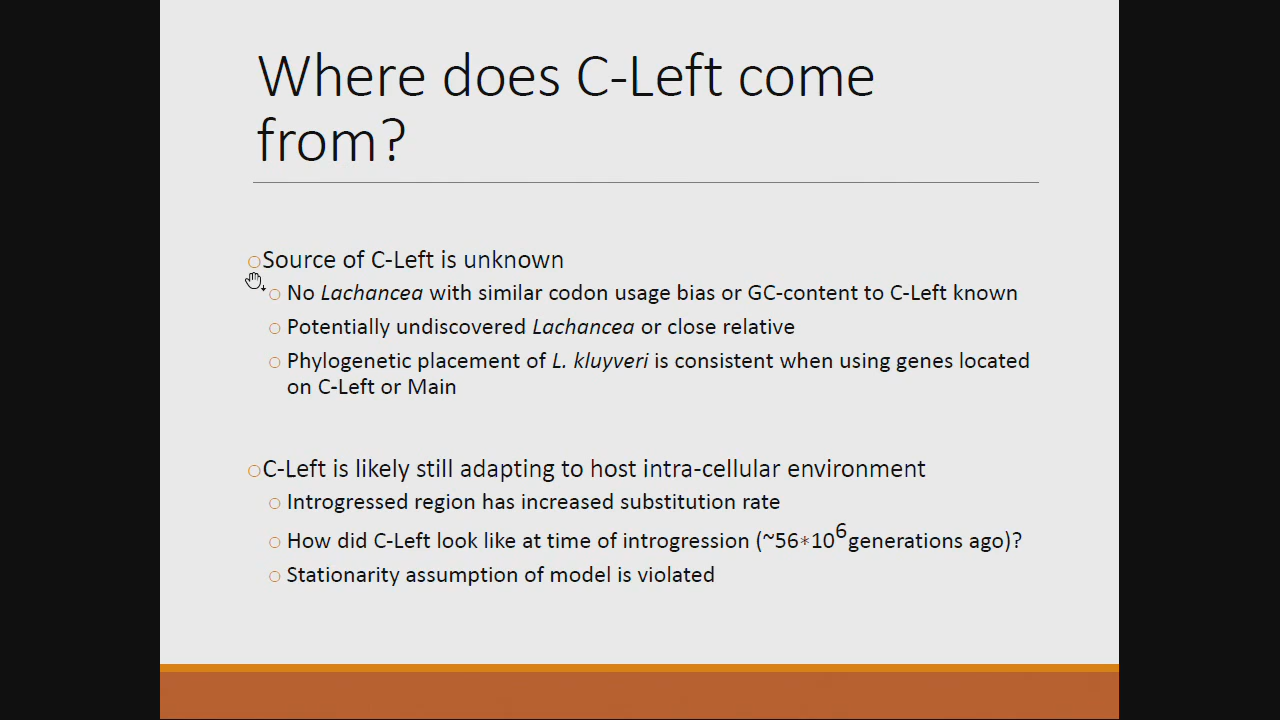 Where does C-Left come
from?
Source of C-Left is unknown
No Lachancea with similar codon usage bias or GC-content to C-Left known
Potentially undiscovered Lachancea or close relative
Phylogenetic placement of L. kluyveri is consistent when using genes located
on C-Left or Main
C-Left is likely still adapting to host intra-cellular environment
Introgressed region has increased substitution rate
How did C-Left look like at time of introgression (~56*10⁶generations ago)?
Stationarity assumption of model is violated